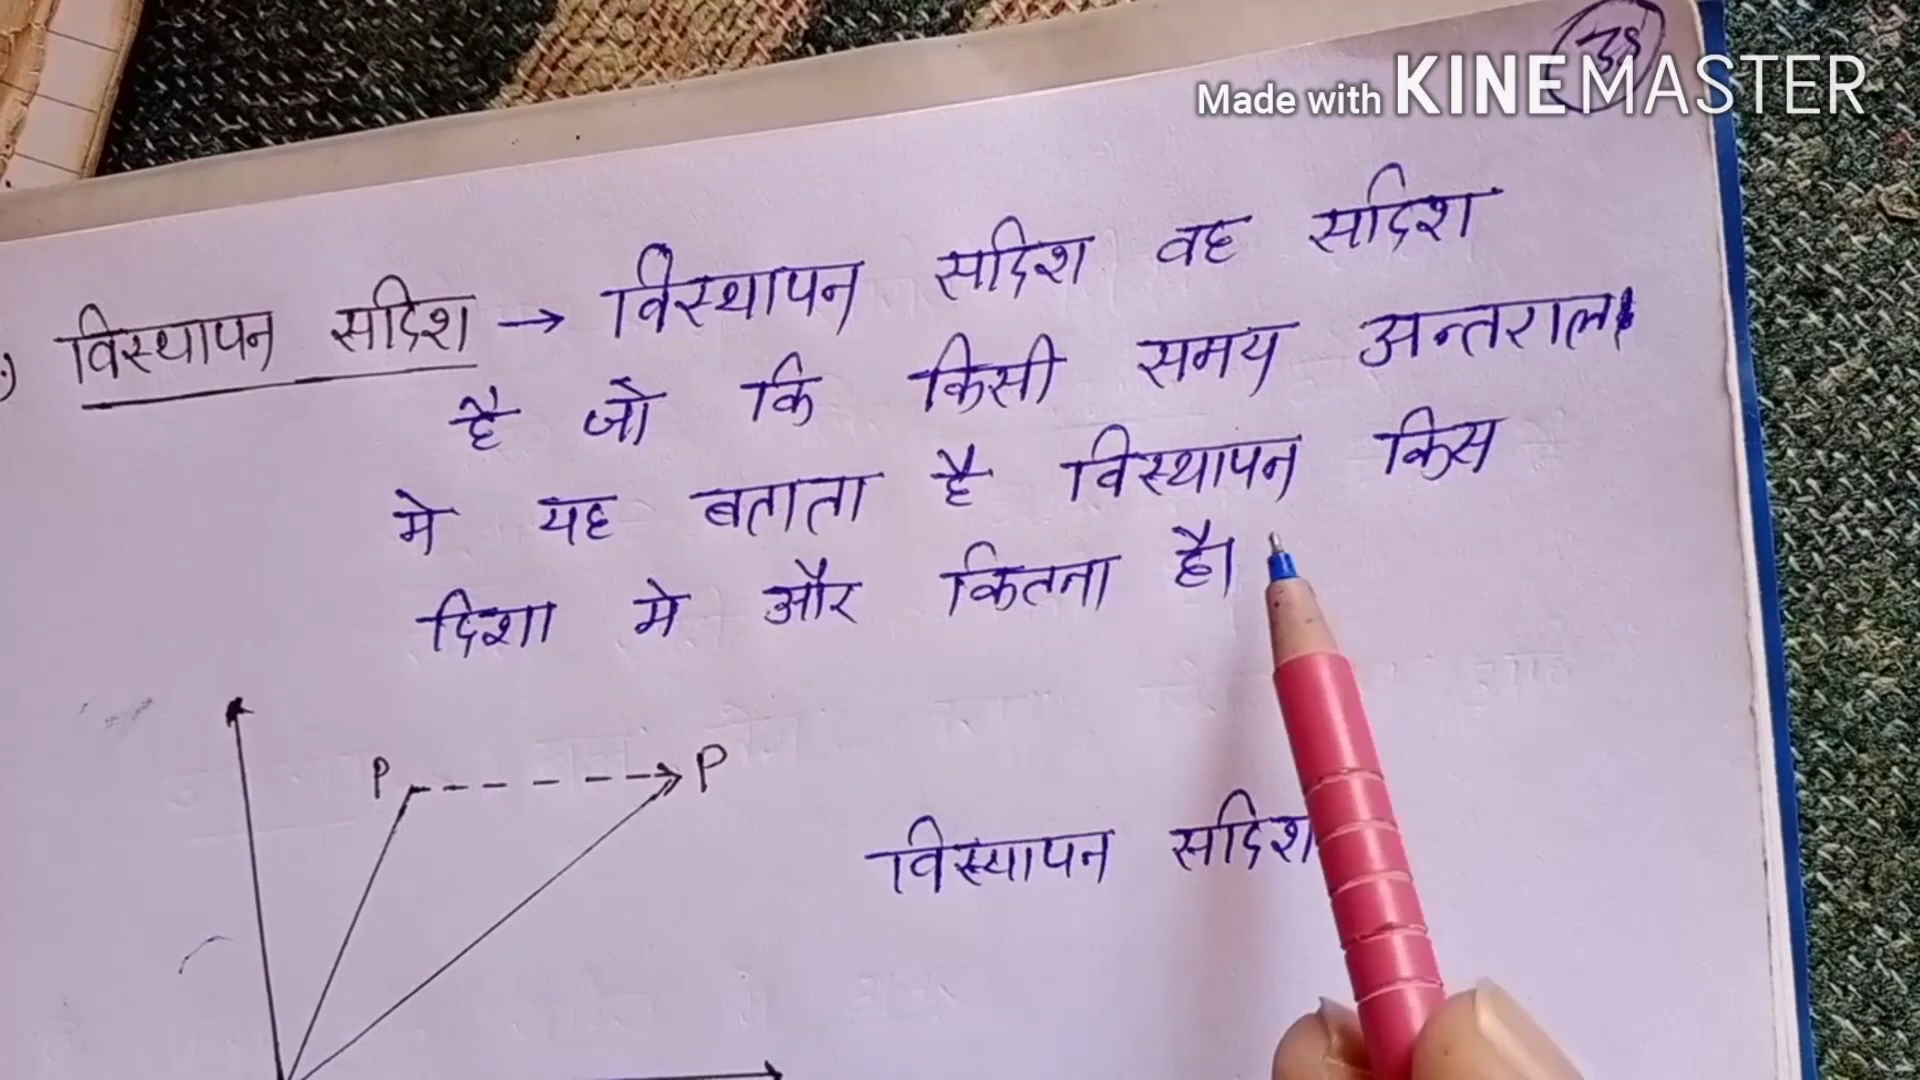 Made with KINEMASTER
विस्थापन सदिश → विस्थापन सदिश वह सदिश
है जो कि किसी समय अन्तराल
मे यह बताता है विस्थापन किस
दिशा मे और कितना है।
P P
विस्थापन सदिश